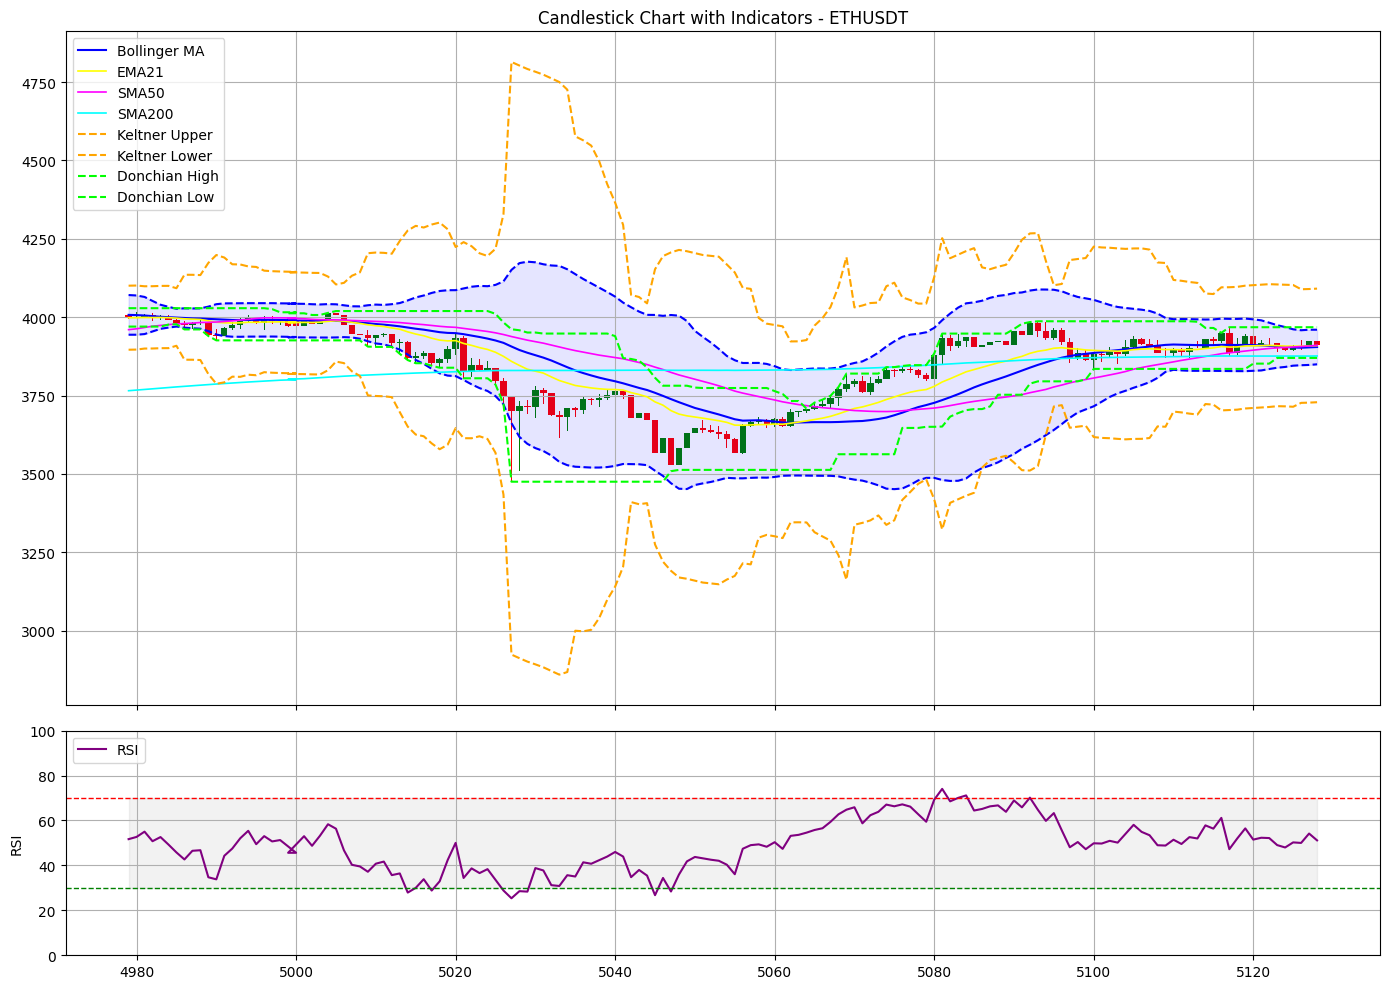 Candlestick Chart with Indicators - ETHUSDT
Bollinger MA
EMA21
SMA50
SMA200
Keltner Upper
Keltner Lower
Donchian High
Donchian Low
4750
4500
4250
4000
3750
3500
3250
3000
RSI
100
80
60
40
20
0
RSI
4980 5000 5020 5040 5060 5080 5100 5120